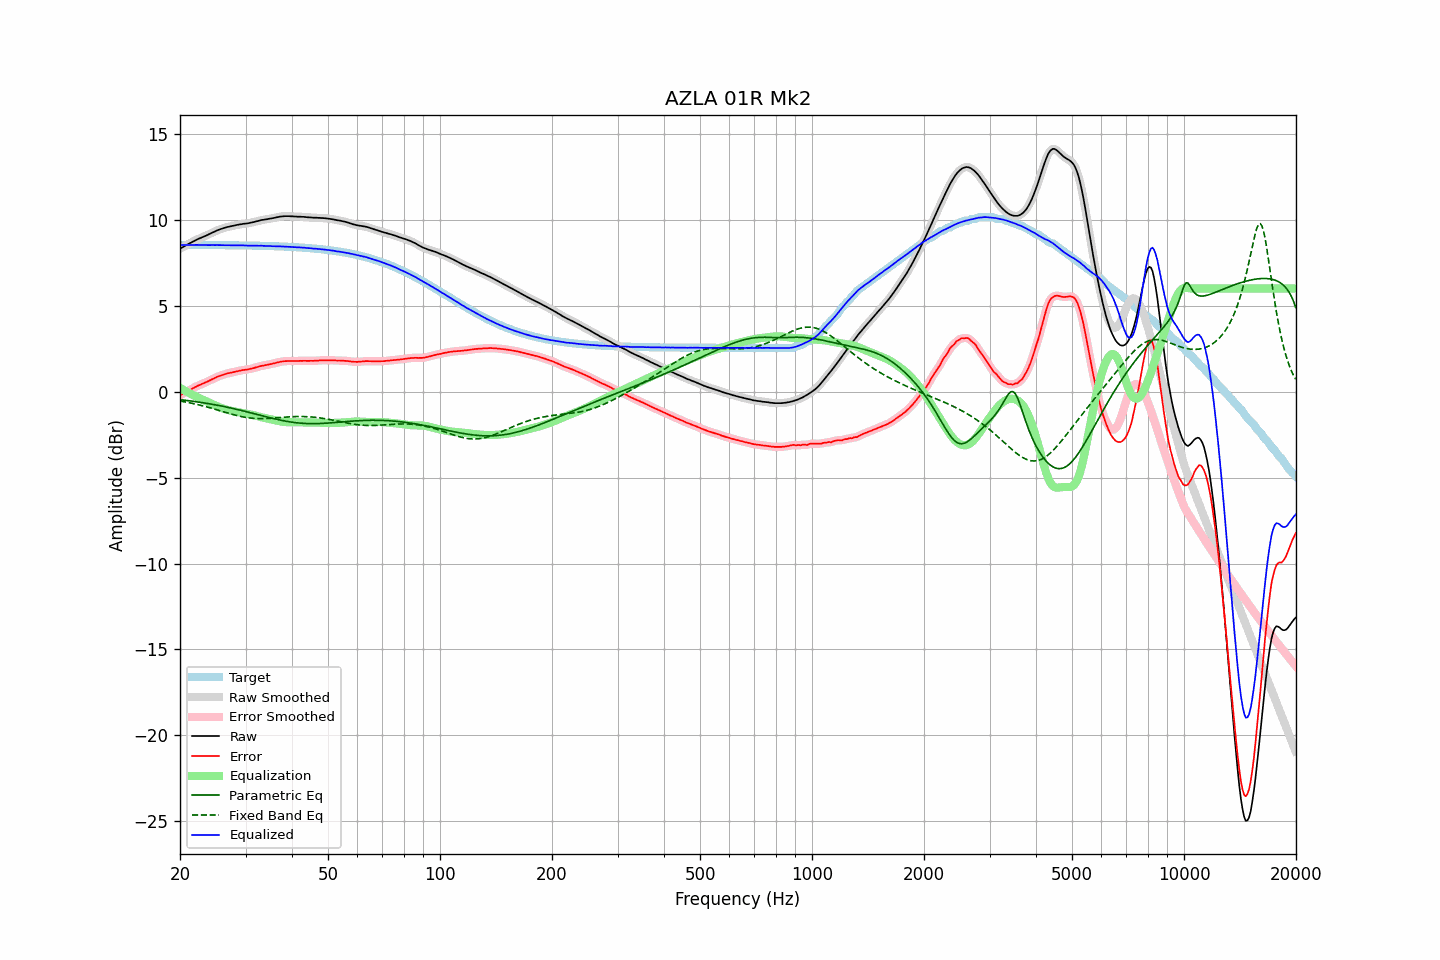 AZLA 01R Mk2
Amplitude (dBr)
15
10
5
0
−5
−10
−15
−20
−25
Target
Raw Smoothed
Error Smoothed
Raw
Error
Equalization
Parametric Eq
Fixed Band Eq
Equalized
20 50 100 200 500 1000 2000 5000 10000 20000
Frequency (Hz)